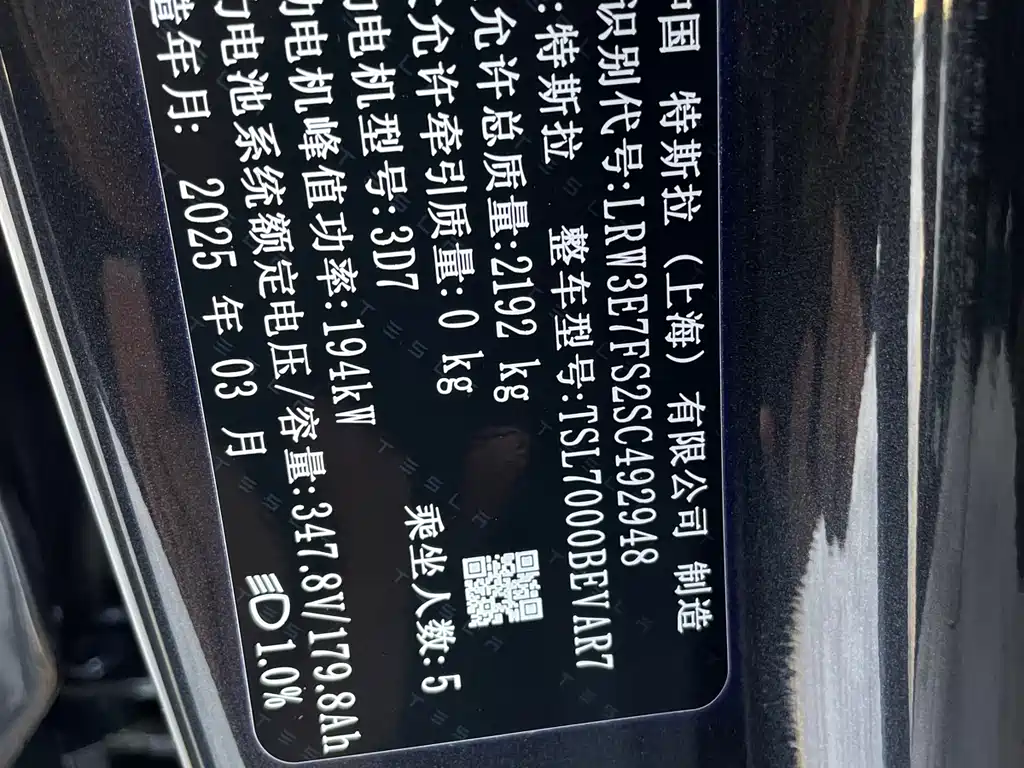 中国 特斯拉（上海）有限公司 制造
识别代号:LRW3E7FS2SC492948
:特斯拉 整车型号:TSL7000BEVAR7
允许总质量:2192 kg
允许牵引质量:0 kg 乘坐人数:5
动电机型号:3D7
动电机峰值功率:194kW
力电池系统额定电压/容量:347.8V/179.8Ah
造年月: 2025 年 03 月 1.0%
TESLA